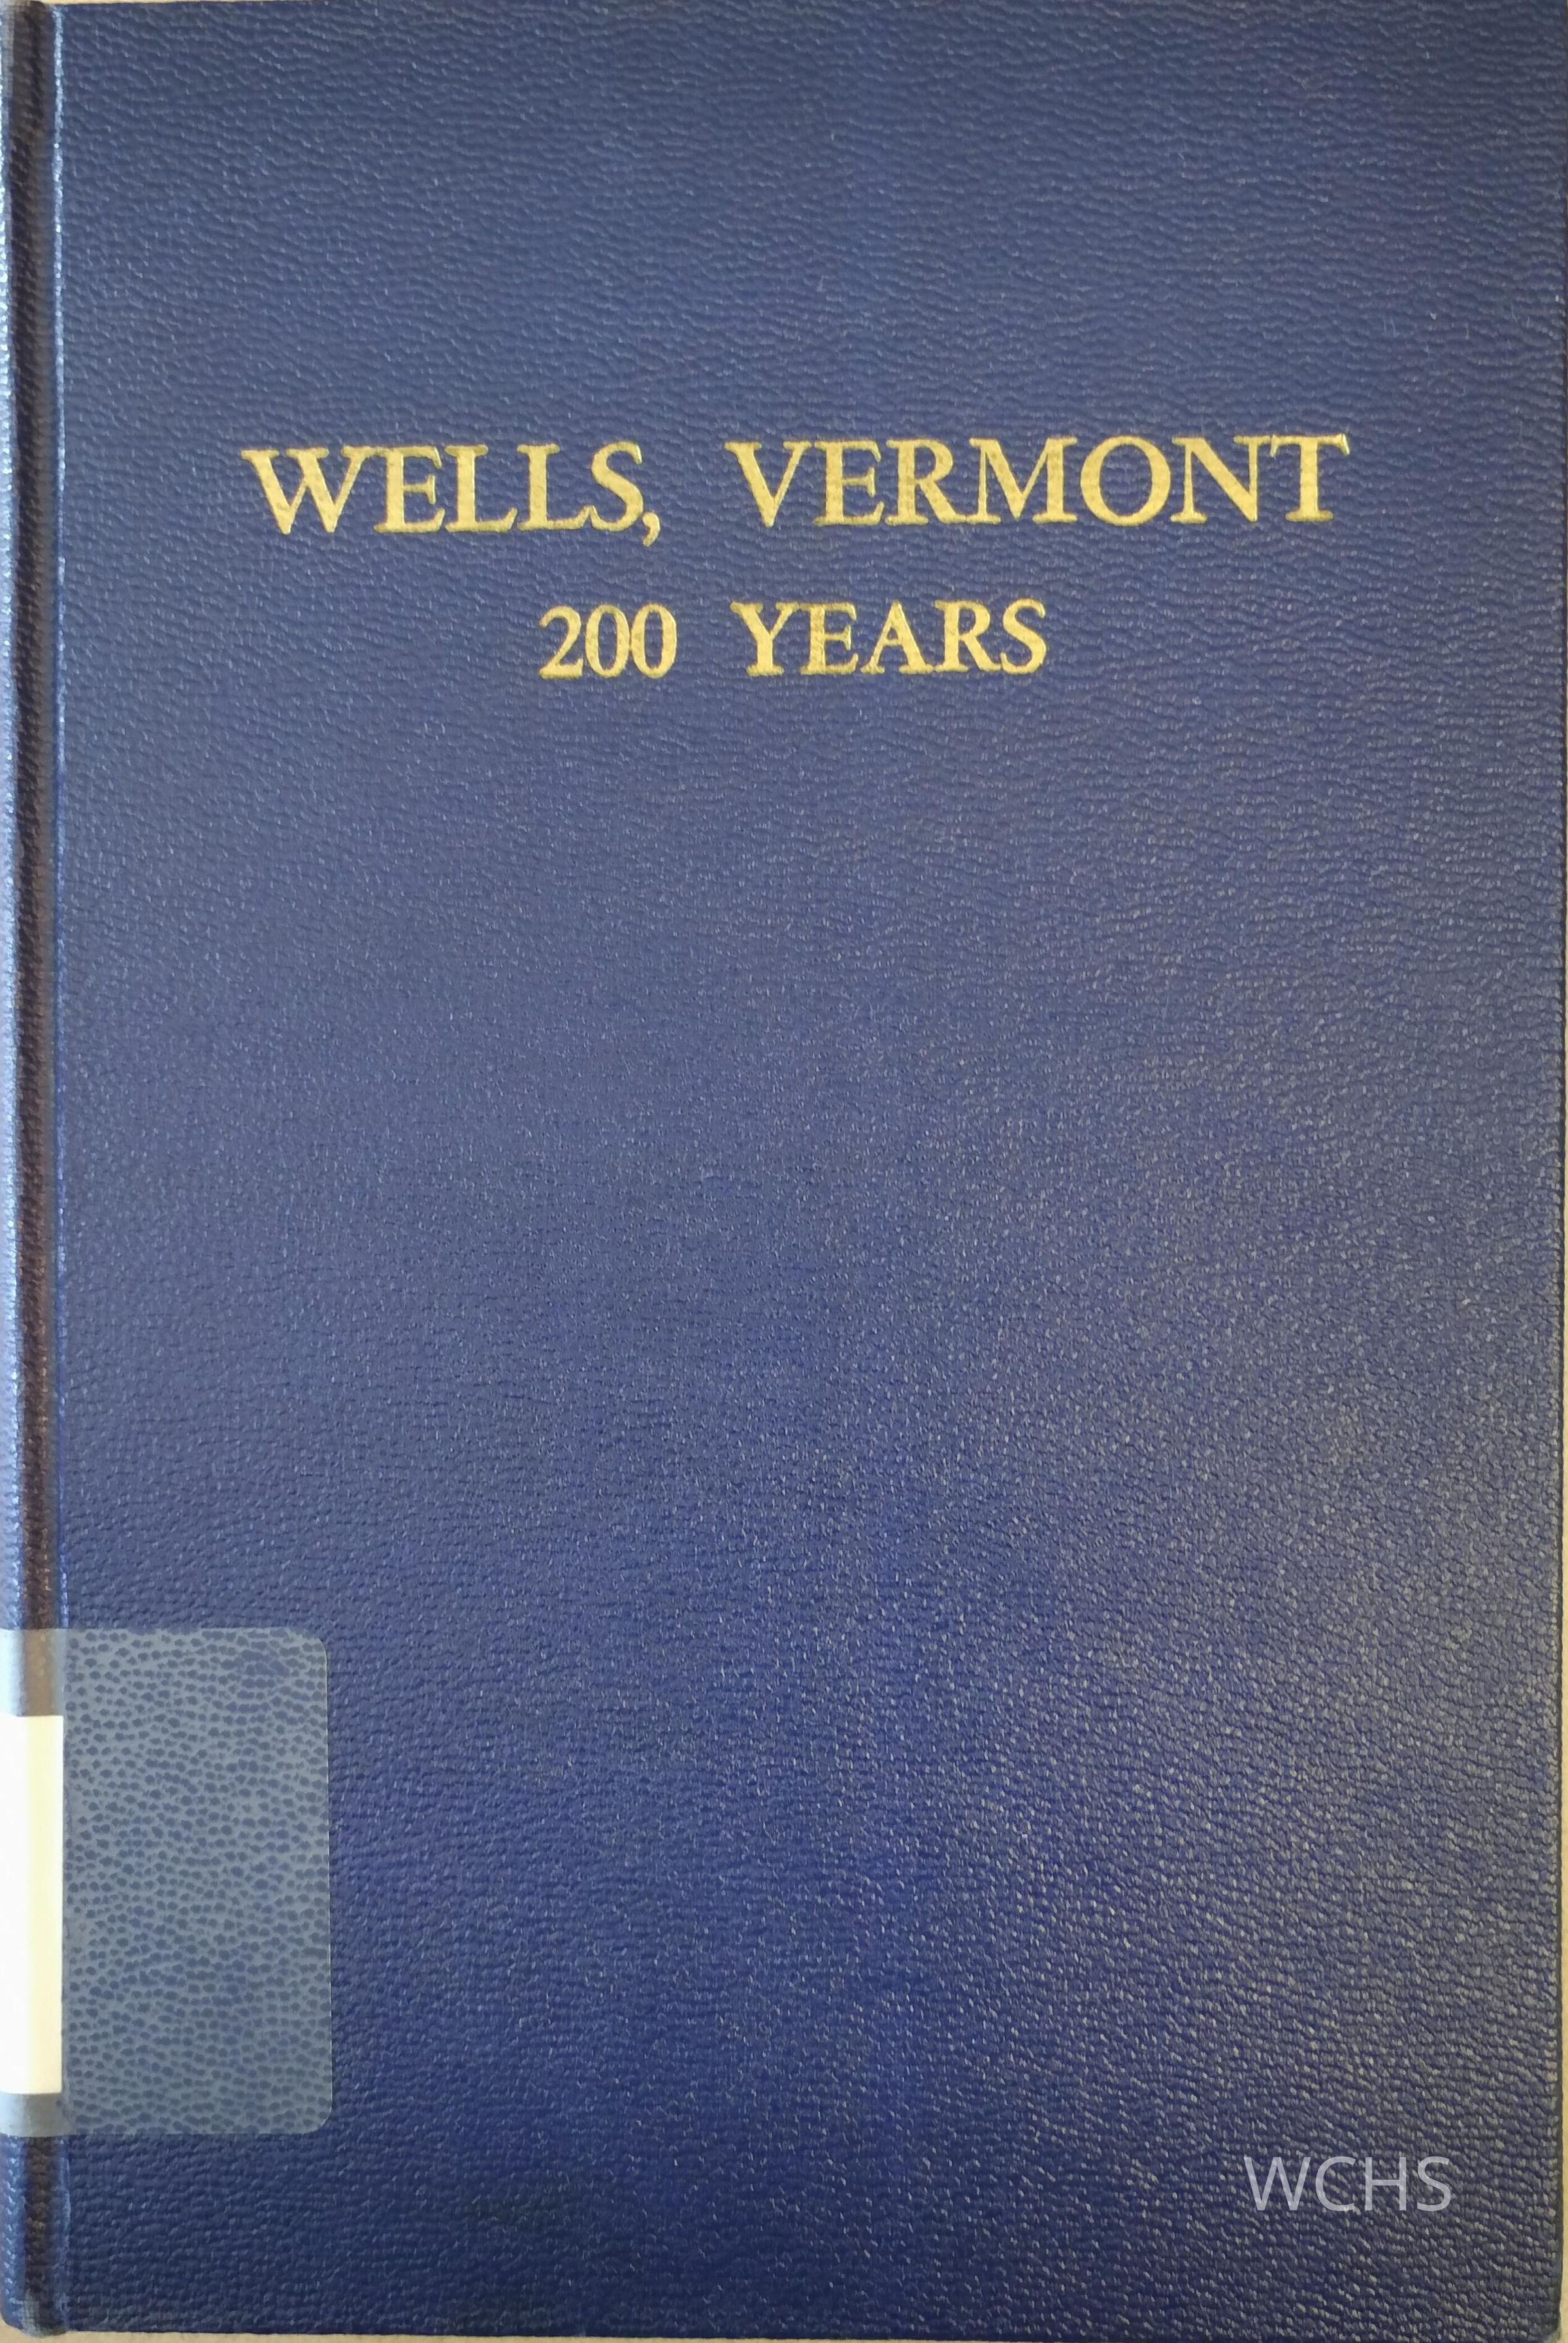 WELLS, VERMONT
200 YEARS
WCHS